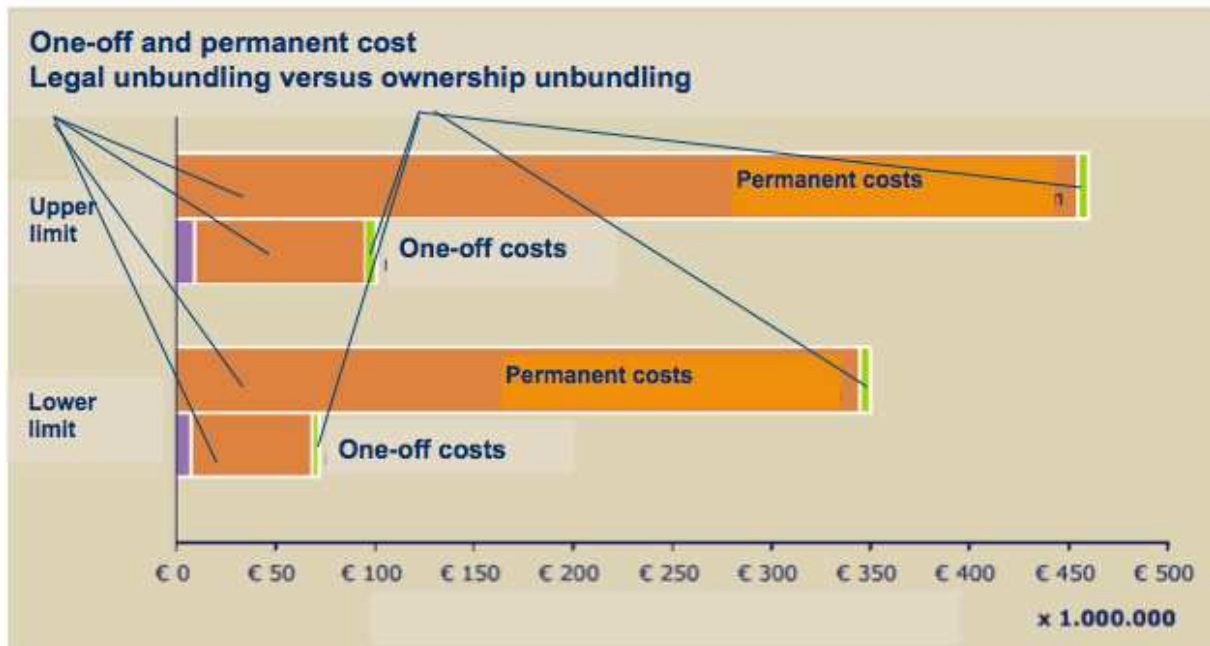 One-off and permanent cost
Legal unbundling versus ownership unbundling
Permanent costs
Upper
limit
One-off costs
Permanent costs
Lower
limit
One-off costs
€ 0 € 50 € 100 € 150 € 200 € 250 € 300 € 350 € 400 € 450 € 500
x 1.000.000